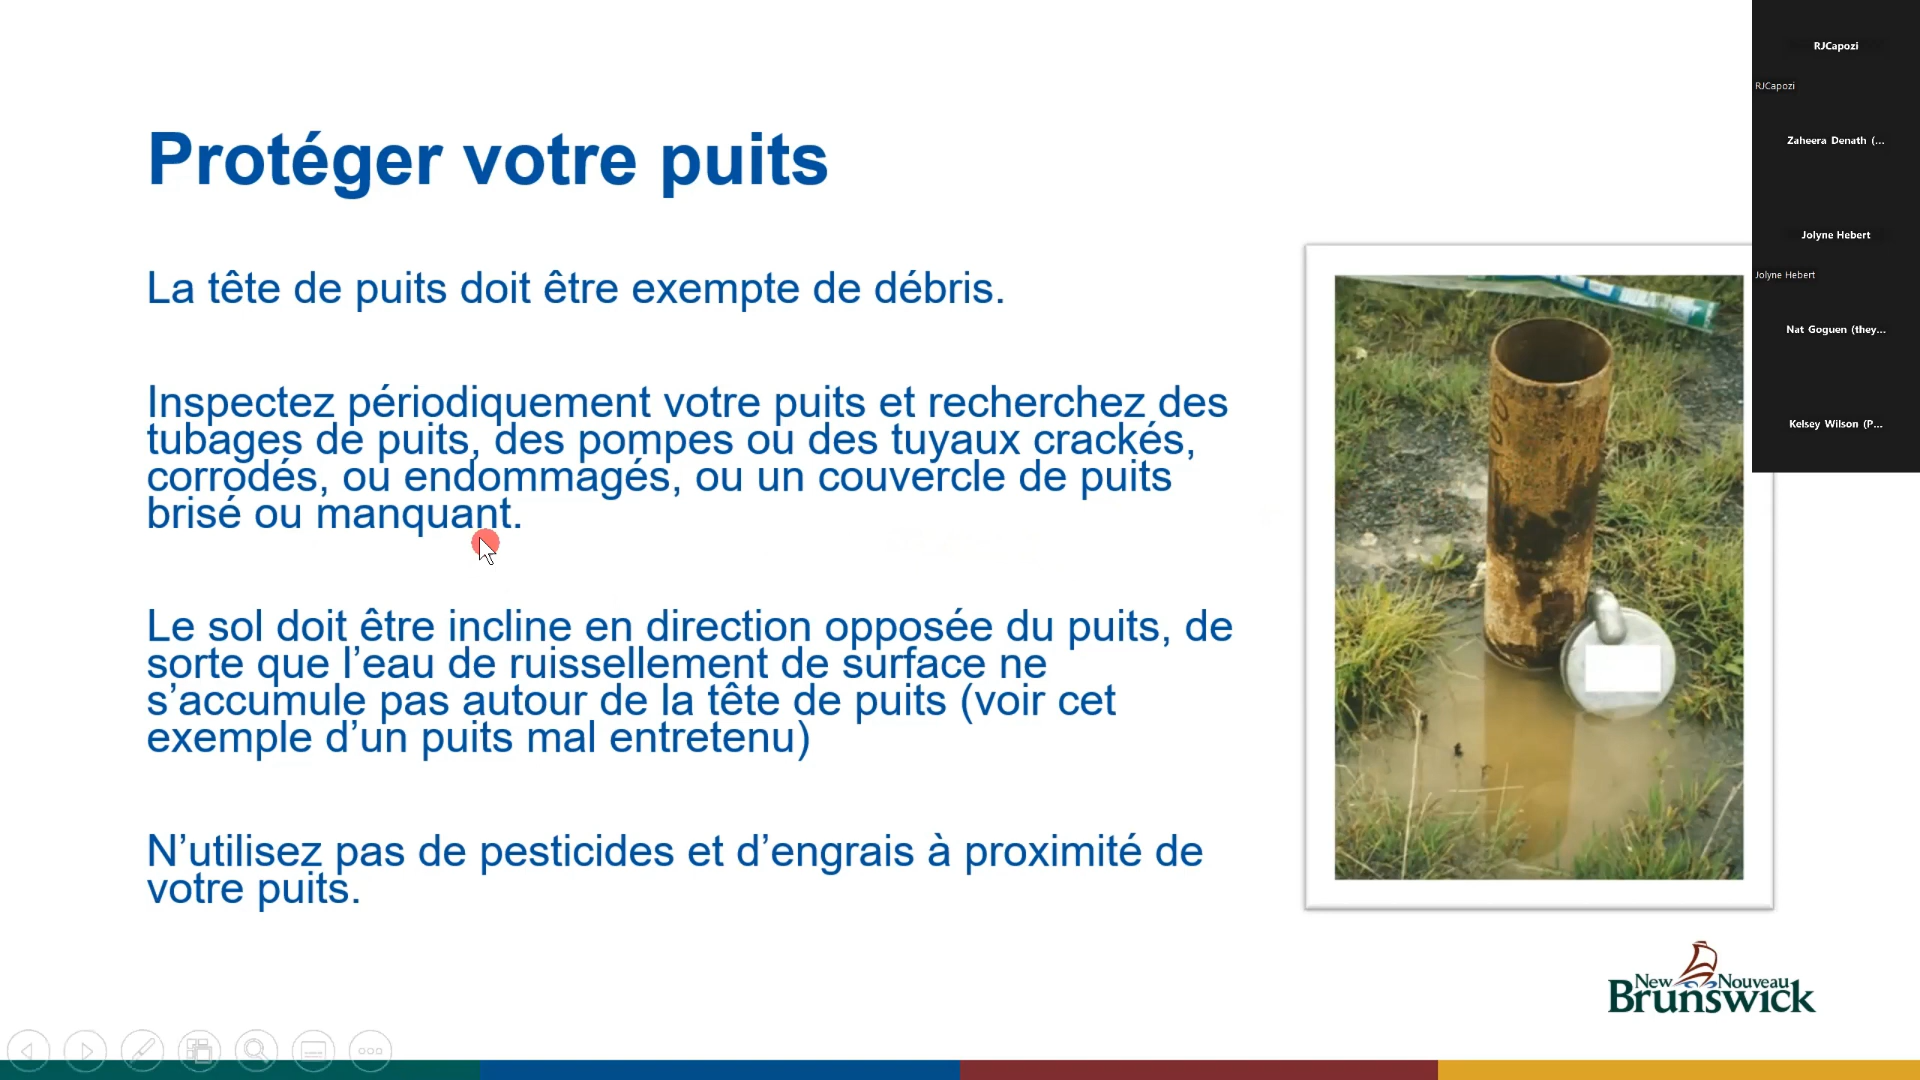 Protéger votre puits
La tête de puits doit être exempte de débris.
Inspectez périodiquement votre puits et recherchez des
tubages de puits, des pompes ou des tuyaux crackés,
corrodés, ou endommagés, ou un couvercle de puits
brisé ou manquant.
Le sol doit être incline en direction opposée du puits, de
sorte que l’eau de ruissellement de surface ne
s’accumule pas autour de la tête de puits (voir cet
exemple d’un puits mal entretenu)
N’utilisez pas de pesticides et d’engrais à proximité de
votre puits.
RJCapozi
RJCapozi
Zaheera Denath (...
Jolyne Hebert
Jolyne Hebert
Nat Goguen (they...
Kelsey Wilson (P...
New Nouveau
Brunswick